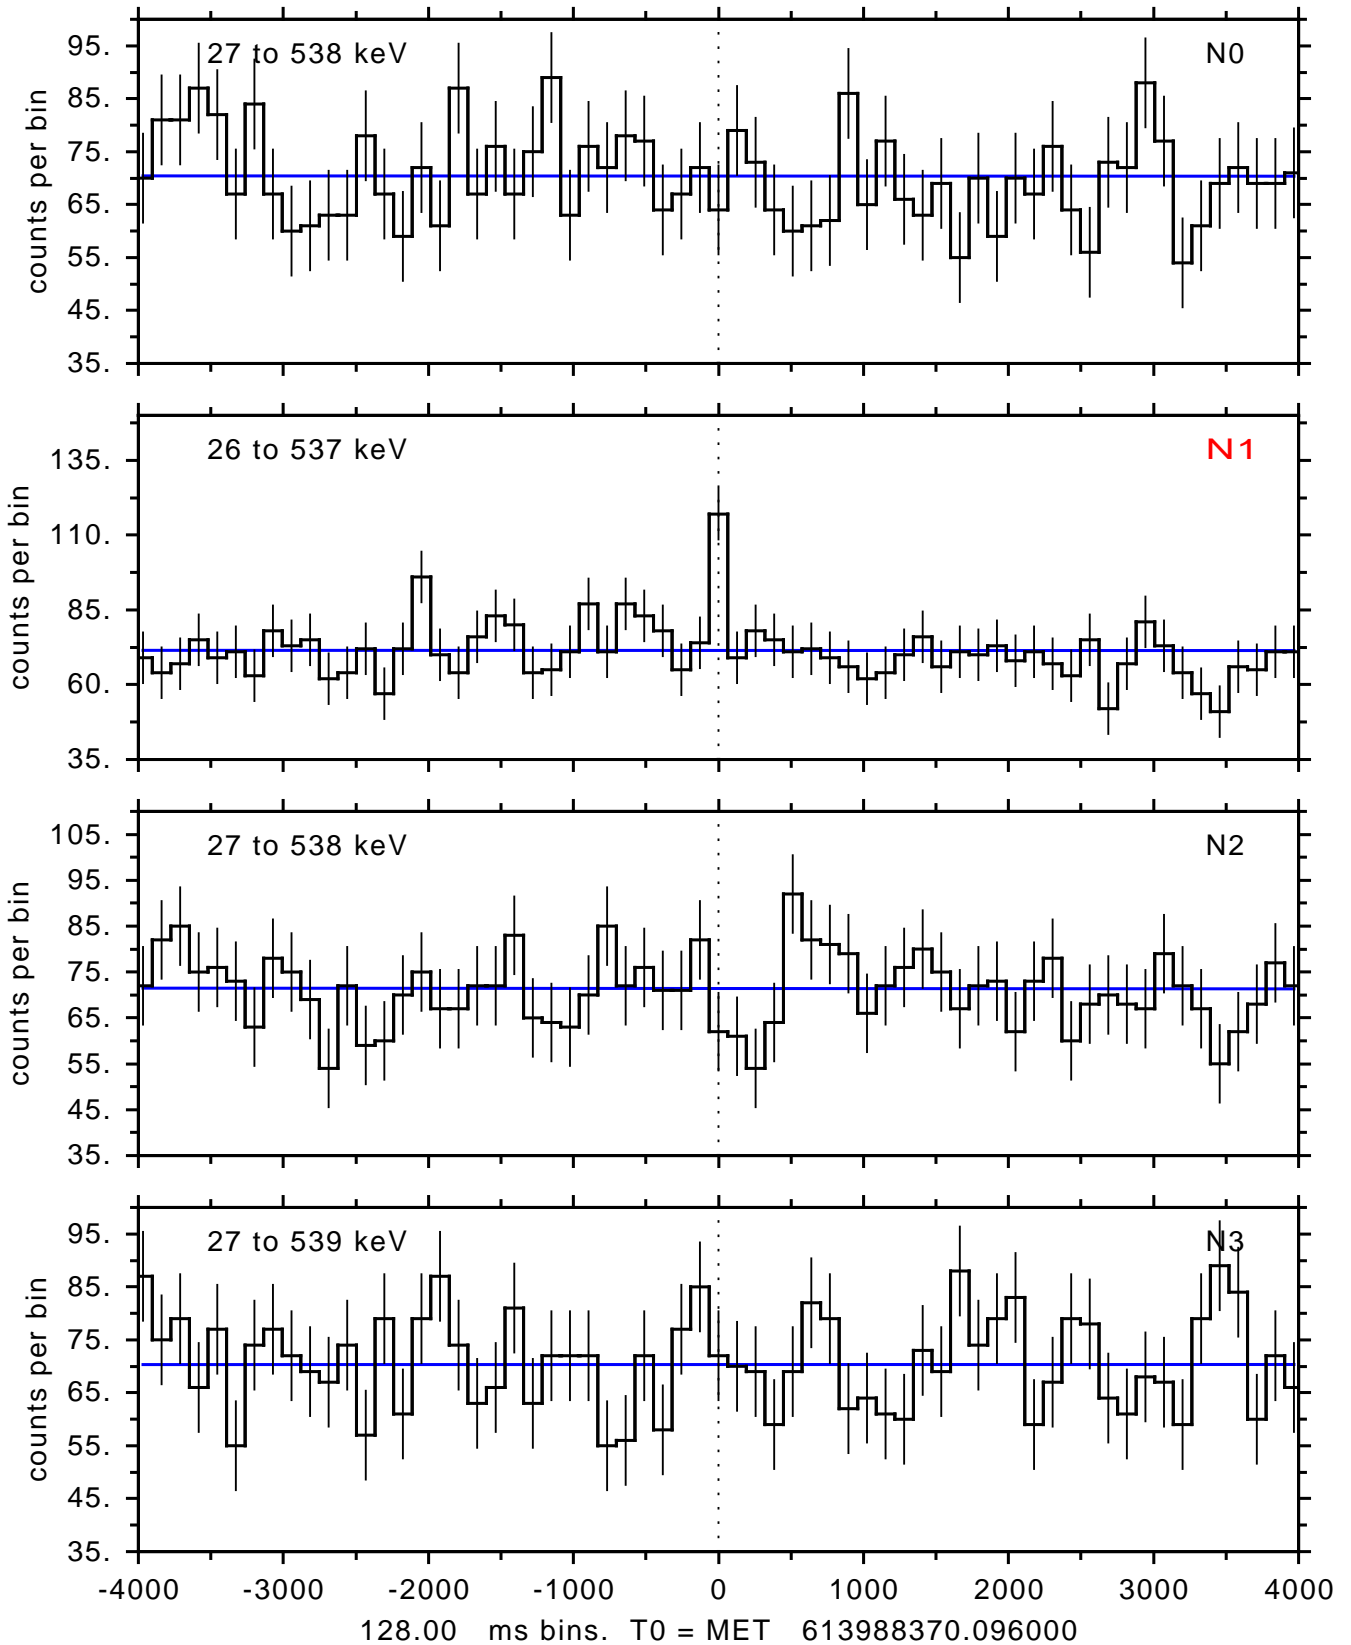 27 to 538 keV N0
95.
85.
75.
65.
55.
45.
35.
counts per bin
26 to 537 keV N1
135.
110.
85.
60.
35.
counts per bin
27 to 538 keV N2
105.
95.
85.
75.
65.
55.
45.
35.
counts per bin
27 to 539 keV N3
95.
85.
75.
65.
55.
45.
35.
counts per bin
-4000 -3000 -2000 -1000 0 1000 2000 3000 4000
128.00 ms bins. T0 = MET 613988370.096000